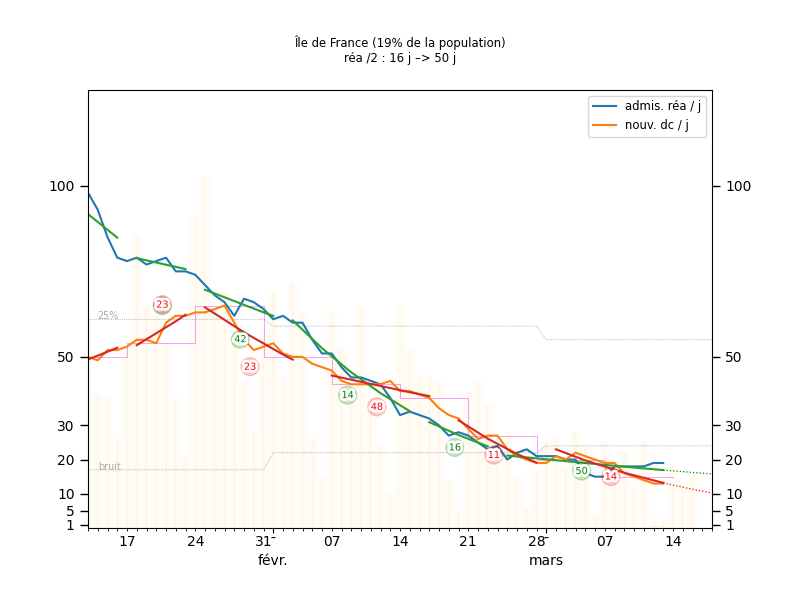 Île de France (19% de la population)
réa /2 : 16 j –> 50 j
admis. réa / j
nouv. dc / j
100 100
25%
23
42
23
50 50
14
48
30 30
16
11
20 20
bruit
50
14
10 10
5 5
1 1
17 24 31 07 14 21 28 07 14
févr. mars